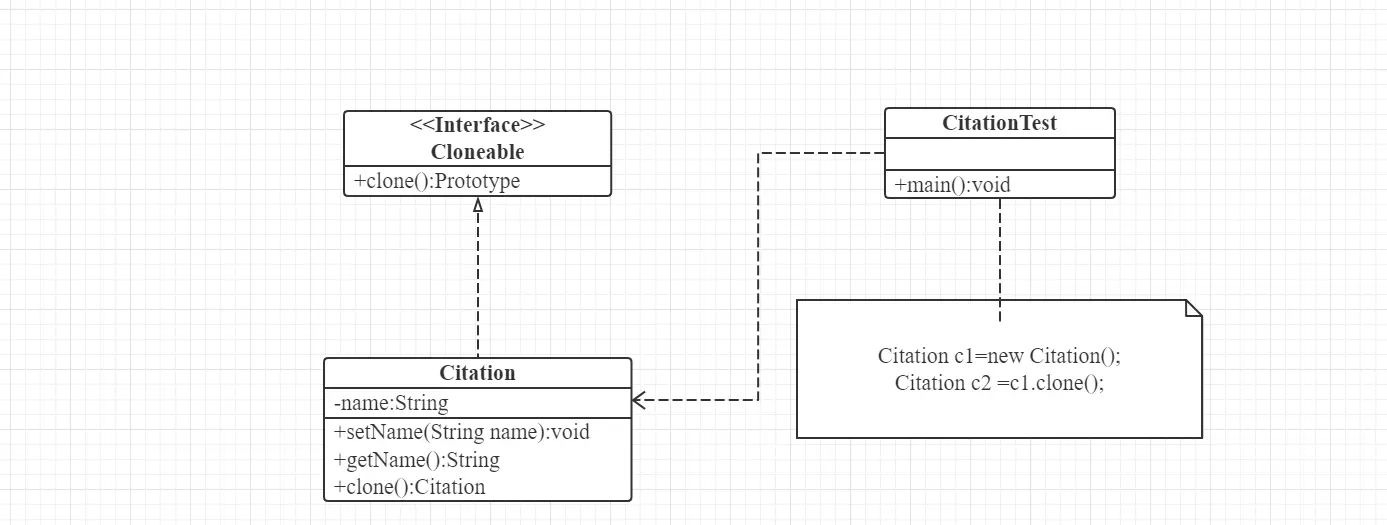 <<Interface>>
Cloneable
+clone():Prototype
CitationTest
+main():void
Citation c1=new Citation();
Citation c2 =c1.clone();
Citation
-name:String
+setName(String name):void
+getName():String
+clone():Citation